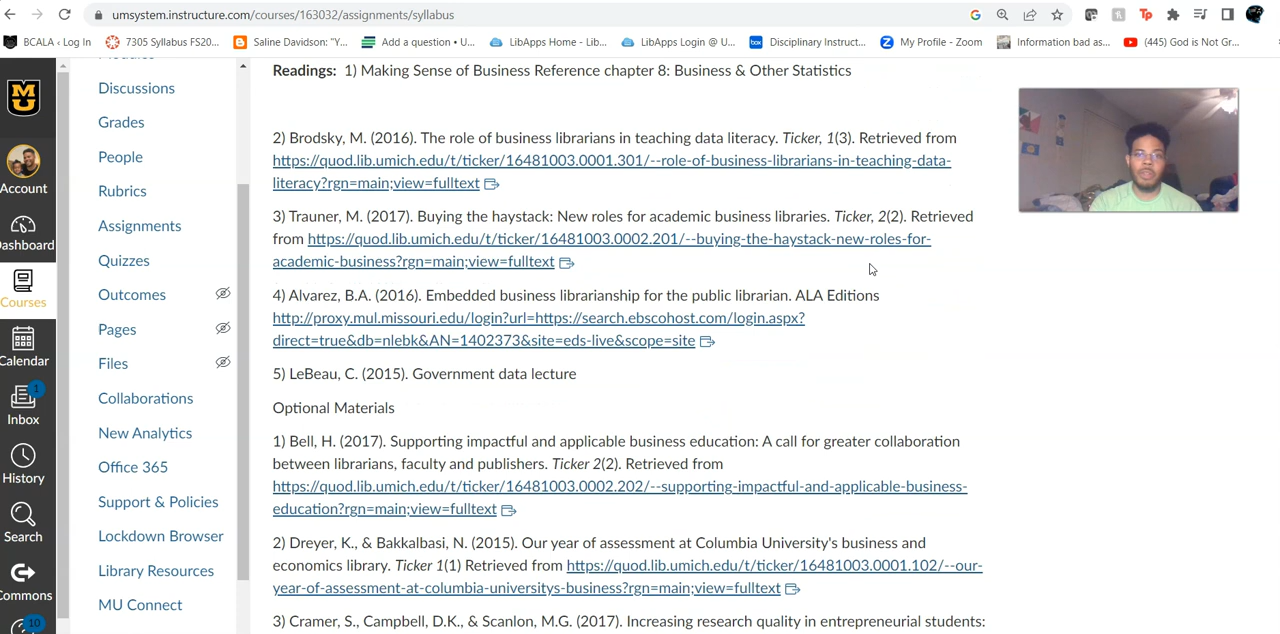 umsystem.instructure.com/courses/163032/assignments/syllabus
BCALA ‹ Log In
7305 Syllabus FS20...
Saline Davidson: "Y...
Add a question • U...
LibApps Home - Lib...
LibApps Login @ U...
box
Disciplinary Instruct...
My Profile - Zoom
Information bad as...
(445) God is Not Gr...
Account
Dashboard
Courses
Calendar
1
Inbox
History
Search
Commons
10
Discussions
Grades
People
Rubrics
Assignments
Quizzes
Outcomes
Pages
Files
Collaborations
New Analytics
Office 365
Support & Policies
Lockdown Browser
Library Resources
MU Connect
Readings: 1) Making Sense of Business Reference chapter 8: Business & Other Statistics
2) Brodsky, M. (2016). The role of business librarians in teaching data literacy. Ticker, 1(3). Retrieved from
https://quod.lib.umich.edu/t/ticker/16481003.0001.301/--role-of-business-librarians-in-teaching-data-
literacy?rgn=main;view=fulltext
3) Trauner, M. (2017). Buying the haystack: New roles for academic business libraries. Ticker, 2(2). Retrieved
from https://quod.lib.umich.edu/t/ticker/16481003.0002.201/--buying-the-haystack-new-roles-for-
academic-business?rgn=main;view=fulltext
4) Alvarez, B.A. (2016). Embedded business librarianship for the public librarian. ALA Editions
http://proxy.mul.missouri.edu/login?url=https://search.ebscohost.com/login.aspx?
direct=true&db=nlebk&AN=1402373&site=eds-live&scope=site
5) LeBeau, C. (2015). Government data lecture
Optional Materials
1) Bell, H. (2017). Supporting impactful and applicable business education: A call for greater collaboration
between librarians, faculty and publishers. Ticker 2(2). Retrieved from
https://quod.lib.umich.edu/t/ticker/16481003.0002.202/--supporting-impactful-and-applicable-business-
education?rgn=main;view=fulltext
2) Dreyer, K., & Bakkalbasi, N. (2015). Our year of assessment at Columbia University's business and
economics library. Ticker 1(1) Retrieved from https://quod.lib.umich.edu/t/ticker/16481003.0001.102/--our-
year-of-assessment-at-columbia-universitys-business?rgn=main;view=fulltext
3) Cramer, S., Campbell, D.K., & Scanlon, M.G. (2017). Increasing research quality in entrepreneurial students: